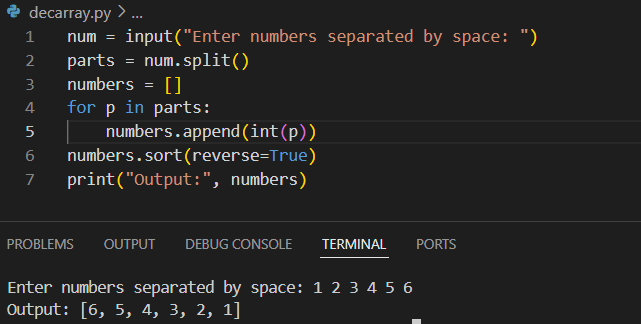 decarray.py > ...
1 num = input("Enter numbers separated by space: ")
2 parts = num.split()
3 numbers = []
4 for p in parts:
5     numbers.append(int(p))
6 numbers.sort(reverse=True)
7 print("Output:", numbers)
PROBLEMS OUTPUT DEBUG CONSOLE TERMINAL PORTS
Enter numbers separated by space: 1 2 3 4 5 6
Output: [6, 5, 4, 3, 2, 1]